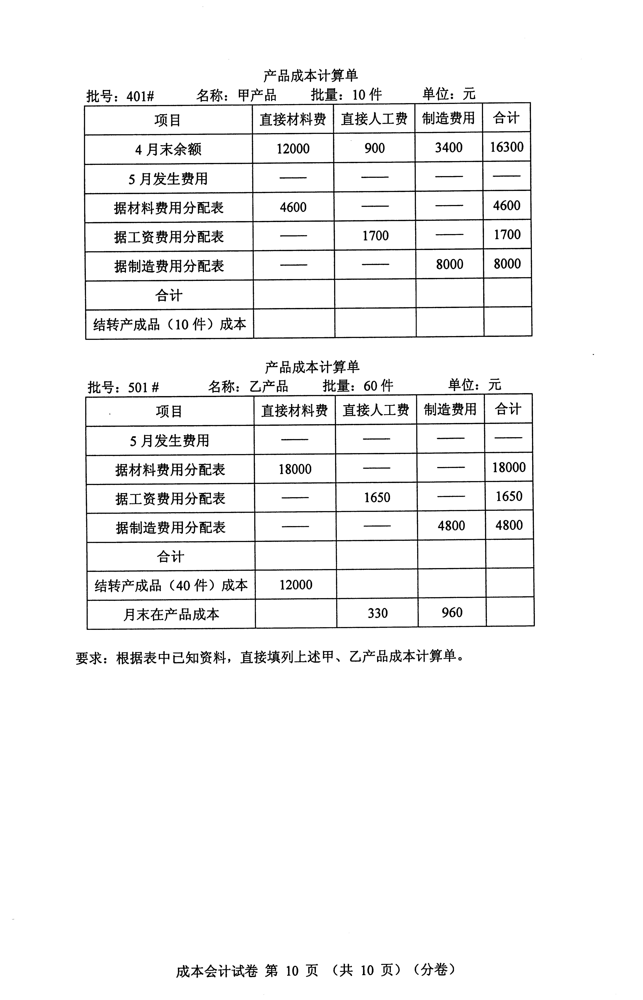 产品成本计算单
批号：401#　名称：甲产品　批量：10 件　单位：元
项目　直接材料费　直接人工费　制造费用　合计
4 月末余额　12000　900　3400　16300
5 月发生费用　——　——　——　——
据材料费用分配表　4600　——　——　4600
据工资费用分配表　——　1700　——　1700
据制造费用分配表　——　——　8000　8000
合计
结转产成品（10 件）成本
产品成本计算单
批号：501 #　名称：乙产品　批量：60 件　单位：元
项目　直接材料费　直接人工费　制造费用　合计
5 月发生费用　——　——　——　——
据材料费用分配表　18000　——　——　18000
据工资费用分配表　——　1650　——　1650
据制造费用分配表　——　——　4800　4800
合计
结转产成品（40 件）成本　12000
月末在产品成本　330　960
要求：根据表中已知资料，直接填列上述甲、乙产品成本计算单。
成本会计试卷 第 10 页 （共 10 页）（分卷）